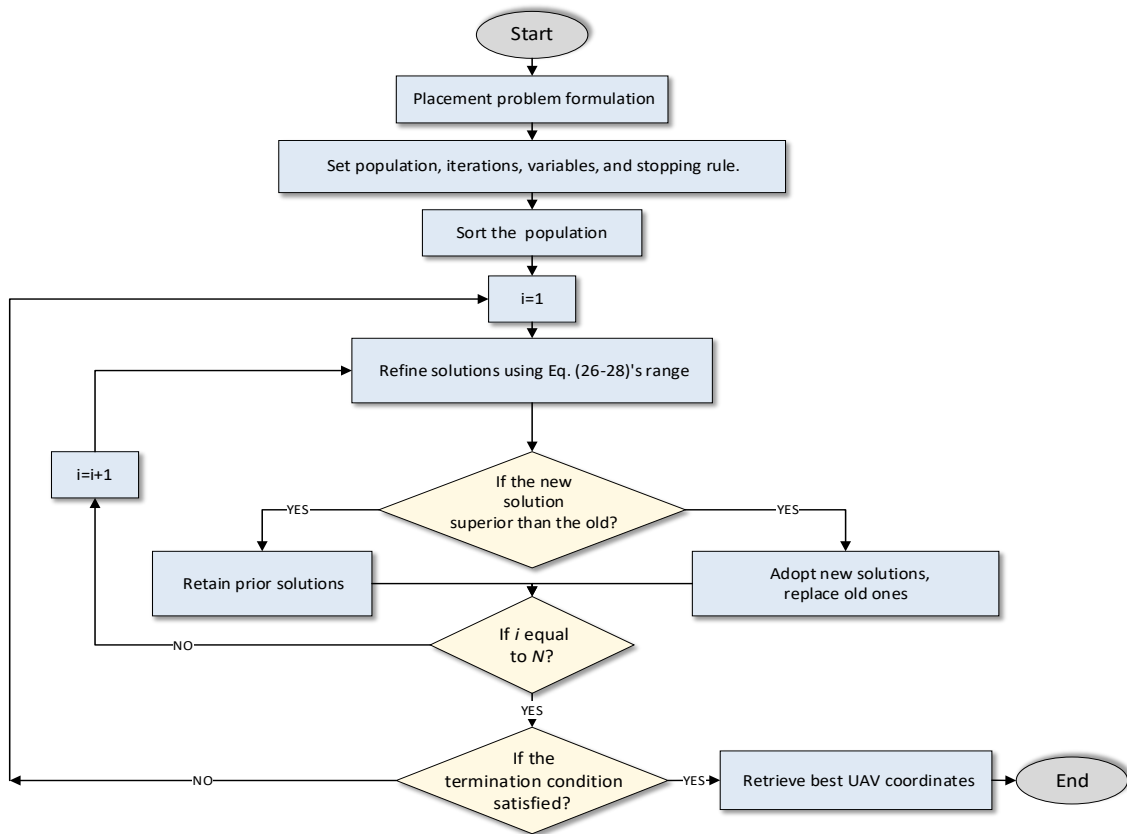 Start
Placement problem formulation
Set population, iterations, variables, and stopping rule.
Sort the population
i=1
Refine solutions using Eq. (26-28)'s range
i=i+1
If the new
solution
superior than the old?
YES
YES
Retain prior solutions
Adopt new solutions,
replace old ones
If i equal
to N?
NO
YES
If the
termination condition
satisfied?
NO
YES
Retrieve best UAV coordinates
End